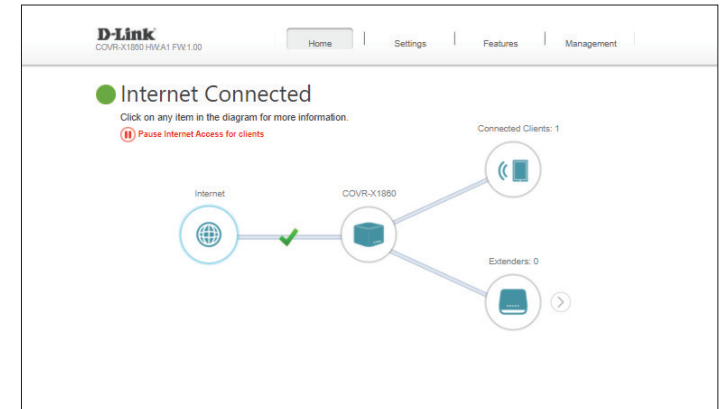 D-Link
COVR-X1860 HW:A1 FW:1.00
Home
Settings
Features
Management
Internet Connected
Click on any item in the diagram for more information.
Pause Internet Access for clients
Connected Clients: 1
Internet
COVR-X1860
Extenders: 0